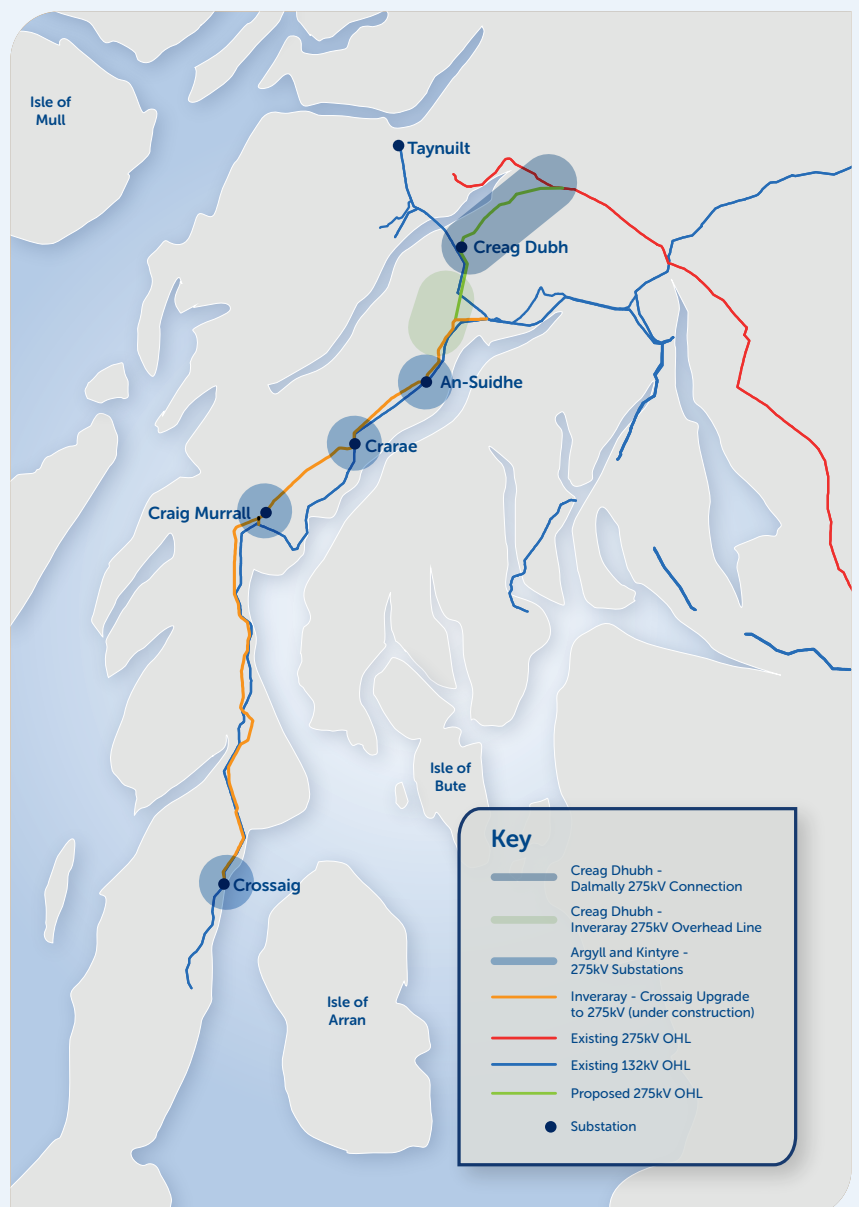 Isle of
Mull
Taynuilt
Creag Dubh
An-Suidhe
Crarae
Craig Murrall
Isle of
Bute
Crossaig
Isle of
Arran
Key
Creag Dhubh -
Dalmally 275kV Connection
Creag Dhubh -
Inveraray 275kV Overhead Line
Argyll and Kintyre -
275kV Substations
Inveraray - Crossaig Upgrade
to 275kV (under construction)
Existing 275kV OHL
Existing 132kV OHL
Proposed 275kV OHL
Substation